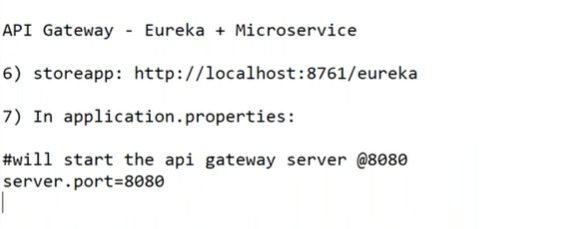 API Gateway - Eureka + Microservice
6) storeapp: http://localhost:8761/eureka
7) In application.properties:
#will start the api gateway server @8080
server.port=8080